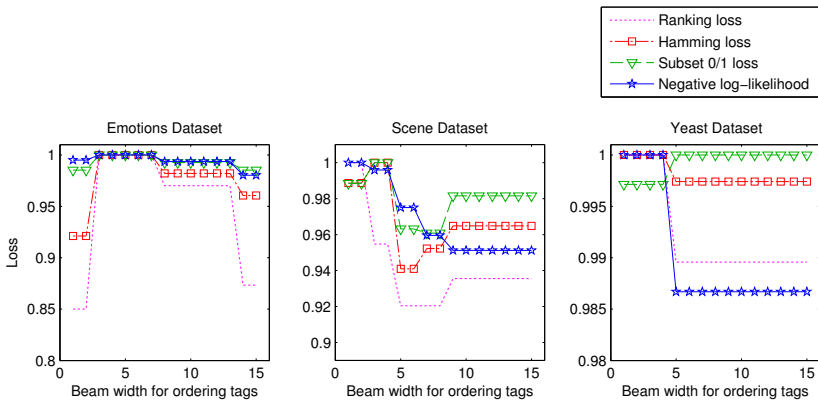 Ranking loss
Hamming loss
Subset 0/1 loss
Negative log−likelihood
Emotions Dataset
Scene Dataset
Yeast Dataset
Loss
1
0.95
0.9
0.85
0.8
0 5 10 15
Beam width for ordering tags
1
0.98
0.96
0.94
0.92
0.9
0 5 10 15
Beam width for ordering tags
1
0.995
0.99
0.985
0.98
0 5 10 15
Beam width for ordering tags